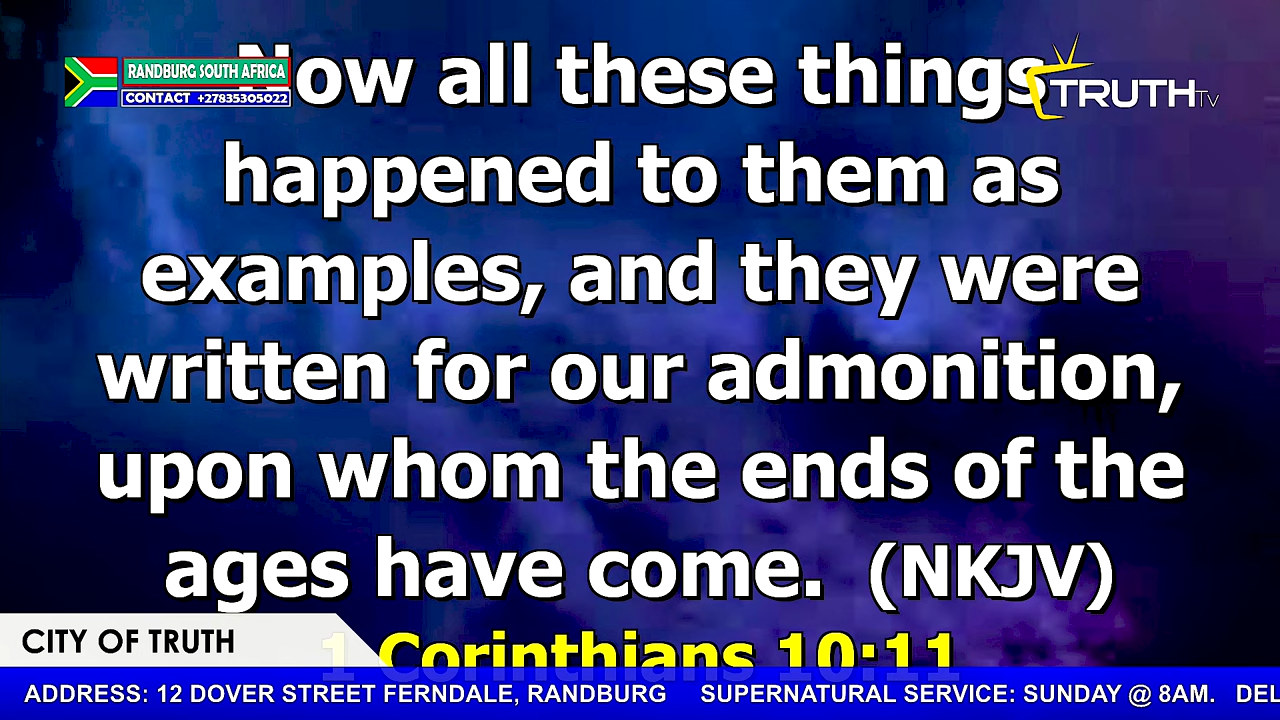 RANDBURG SOUTH AFRICA
CONTACT +27835305022
TRUTH TV
Now all these things
happened to them as
examples, and they were
written for our admonition,
upon whom the ends of the
ages have come. (NKJV)
1 Corinthians 10:11
CITY OF TRUTH
ADDRESS: 12 DOVER STREET FERNDALE, RANDBURG SUPERNATURAL SERVICE: SUNDAY @ 8AM. DEL